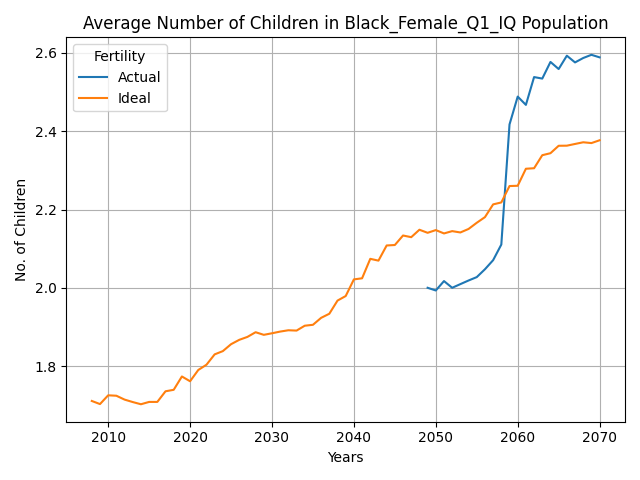 Average Number of Children in Black_Female_Q1_IQ Population
Fertility
Actual
Ideal
No. of Children
2.6
2.4
2.2
2.0
1.8
2010 2020 2030 2040 2050 2060 2070
Years